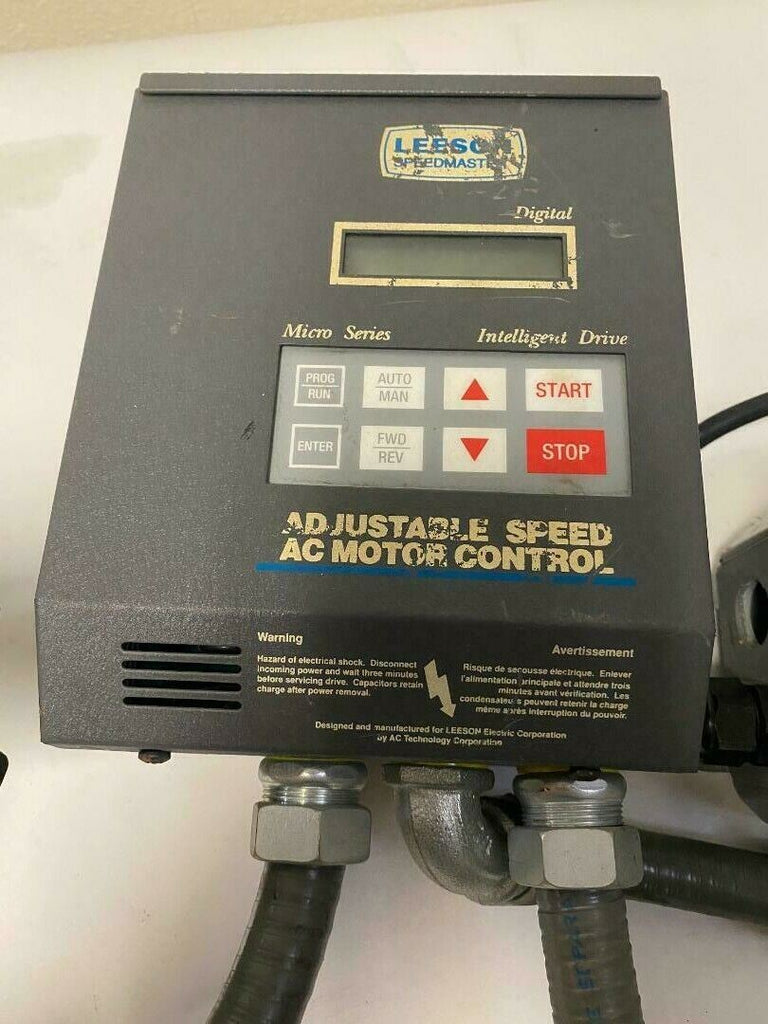 LEESON
SPEEDMASTER
Digital
Micro Series Intelligent Drive
PROG
RUN
AUTO
MAN
START
ENTER
FWD
REV
STOP
ADJUSTABLE SPEED
AC MOTOR CONTROL
Warning
Hazard of electrical shock. Disconnect
incoming power and wait three minutes
before servicing drive. Capacitors retain
charge after power removal.
Avertissement
Risque de secousse électrique. Enlever
l'alimentation principale et attendre trois
minutes avant vérification. Les
condensateurs peuvent retenir la charge
même après interruption du pouvoir.
Designed and manufactured for LEESON Electric Corporation
by AC Technology Corporation